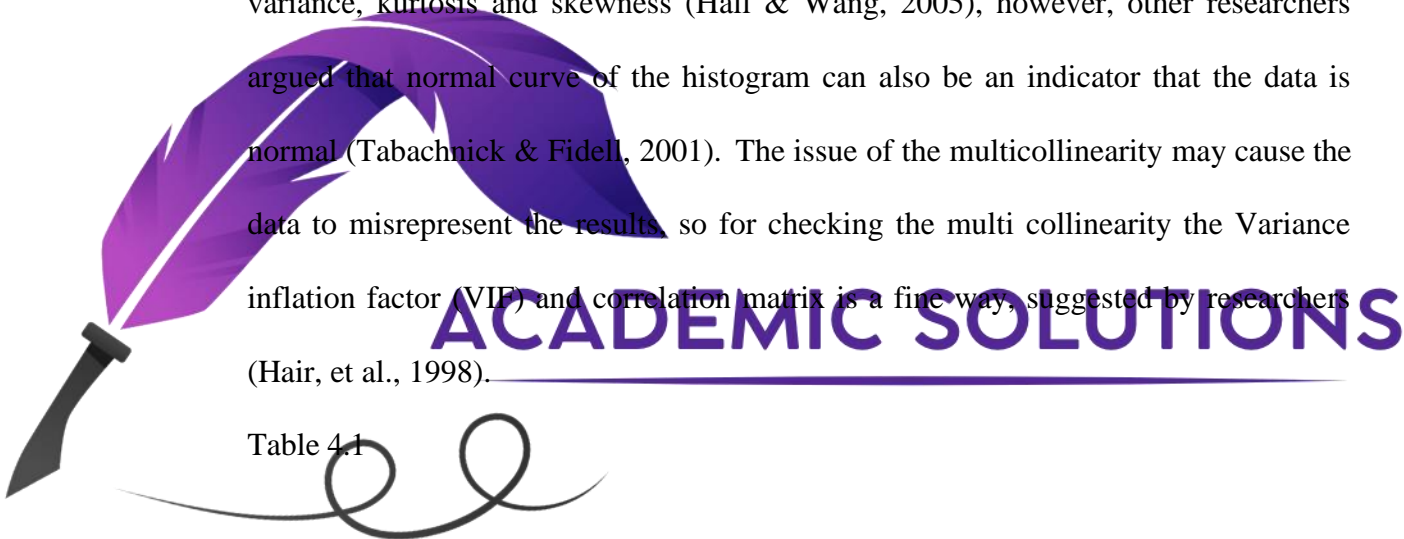 variance, kurtosis and skewness (Hall & Wang, 2005), however, other researchers
argued that normal curve of the histogram can also be an indicator that the data is
normal (Tabachnick & Fidell, 2001). The issue of the multicollinearity may cause the
data to misrepresent the results, so for checking the multi collinearity the Variance
inflation factor (VIF) and correlation matrix is a fine way, suggested by researchers
ACADEMIC SOLUTIONS
(Hair, et al., 1998).
Table 4.1